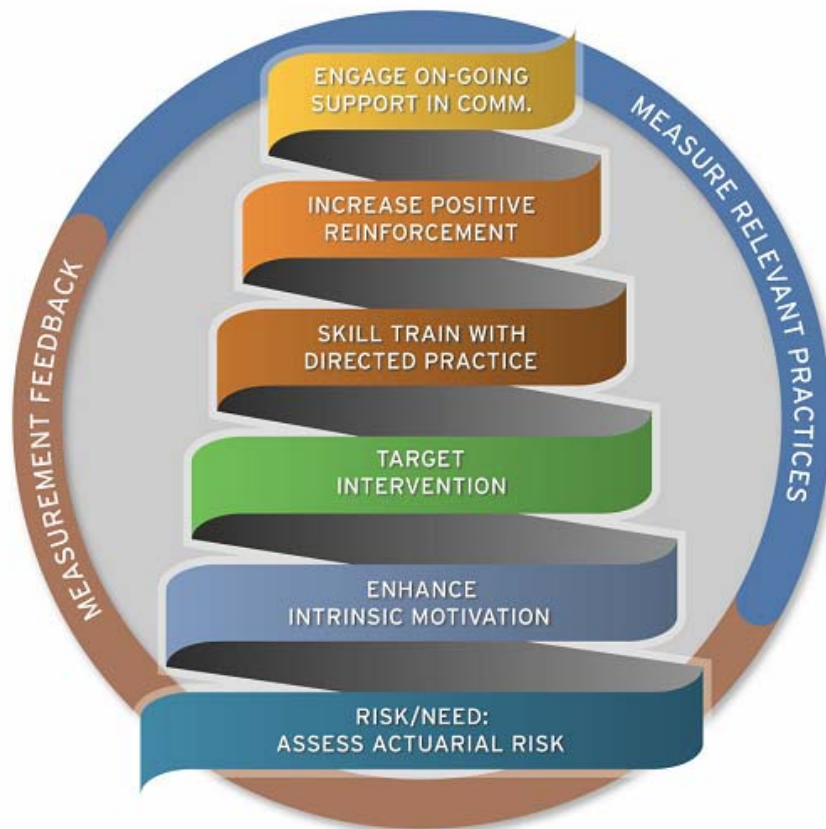 ENGAGE ON-GOING
SUPPORT IN COMM.
INCREASE POSITIVE
REINFORCEMENT
SKILL TRAIN WITH
DIRECTED PRACTICE
TARGET
INTERVENTION
ENHANCE
INTRINSIC MOTIVATION
RISK/NEED:
ASSESS ACTUARIAL RISK
MEASURE RELEVANT PRACTICES
MEASUREMENT FEEDBACK